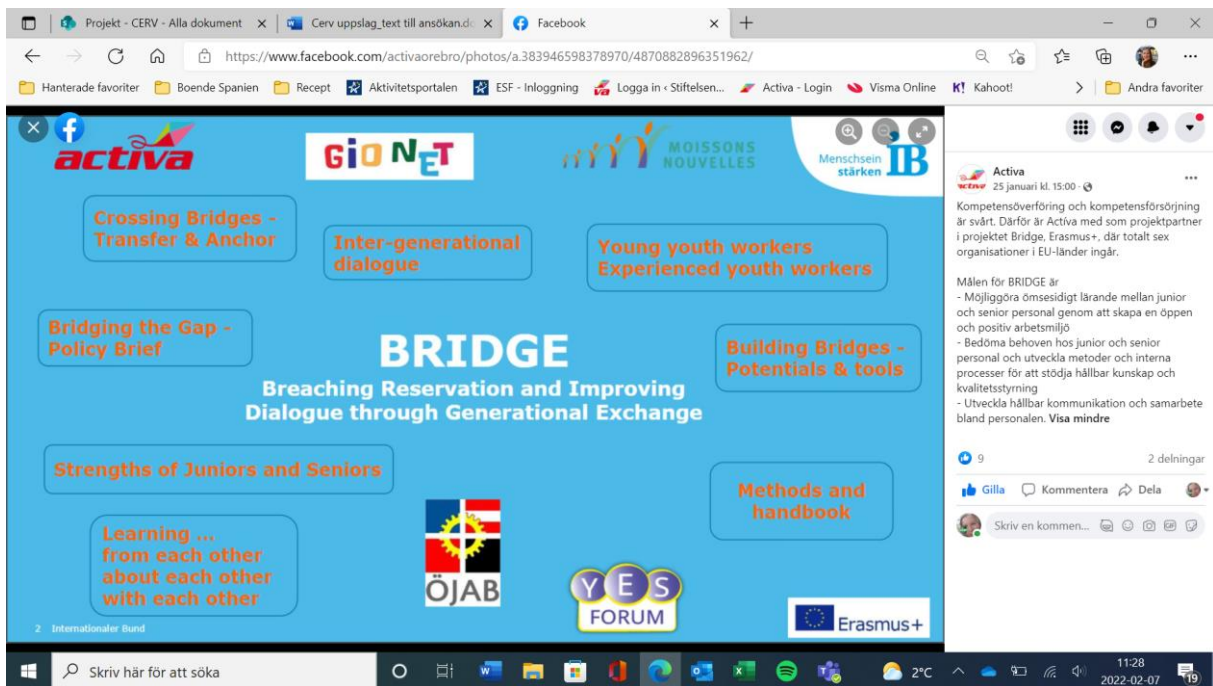 Projekt - CERV - Alla dokument
Cerv uppslag_text till ansökan.do
Facebook
https://www.facebook.com/activaorebro/photos/a.383946598378970/4870882896351962/
Hanterade favoriter
Boende Spanien
Recept
Aktivitetsportalen
ESF - Inloggning
Logga in ‹ Stiftelsen...
Activa - Login
Visma Online
K! Kahoot!
Andra favoriter
activa
GiO NET
MOISSONS
NOUVELLES
Menschsein
stärken
IB
Crossing Bridges -
Transfer & Anchor
Inter-generational
dialogue
Young youth workers
Experienced youth workers
Bridging the Gap -
Policy Brief
BRIDGE
Breaching Reservation and Improving
Dialogue through Generational Exchange
Building Bridges -
Potentials & tools
Strengths of Juniors and Seniors
Methods and
handbook
Learning ...
from each other
about each other
with each other
ÖJAB
YES
FORUM
Erasmus+
2 Internationaler Bund
activa
Activa
25 januari kl. 15:00 ·
Kompetensöverföring och kompetensförsörjning
är svårt. Därför är Activa med som projektpartner
i projektet Bridge, Erasmus+, där totalt sex
organisationer i EU-länder ingår.
Målen för BRIDGE är
- Möjliggöra ömsesidigt lärande mellan junior
och senior personal genom att skapa en öppen
och positiv arbetsmiljö
- Bedöma behoven hos junior och senior
personal och utveckla metoder och interna
processer för att stödja hållbar kunskap och
kvalitetsstyrning
- Utveckla hållbar kommunikation och samarbete
bland personalen. Visa mindre
9
2 delningar
Gilla
Kommentera
Dela
Skriv en kommen...
GIF
Skriv här för att söka
2°C
11:28
2022-02-07
19